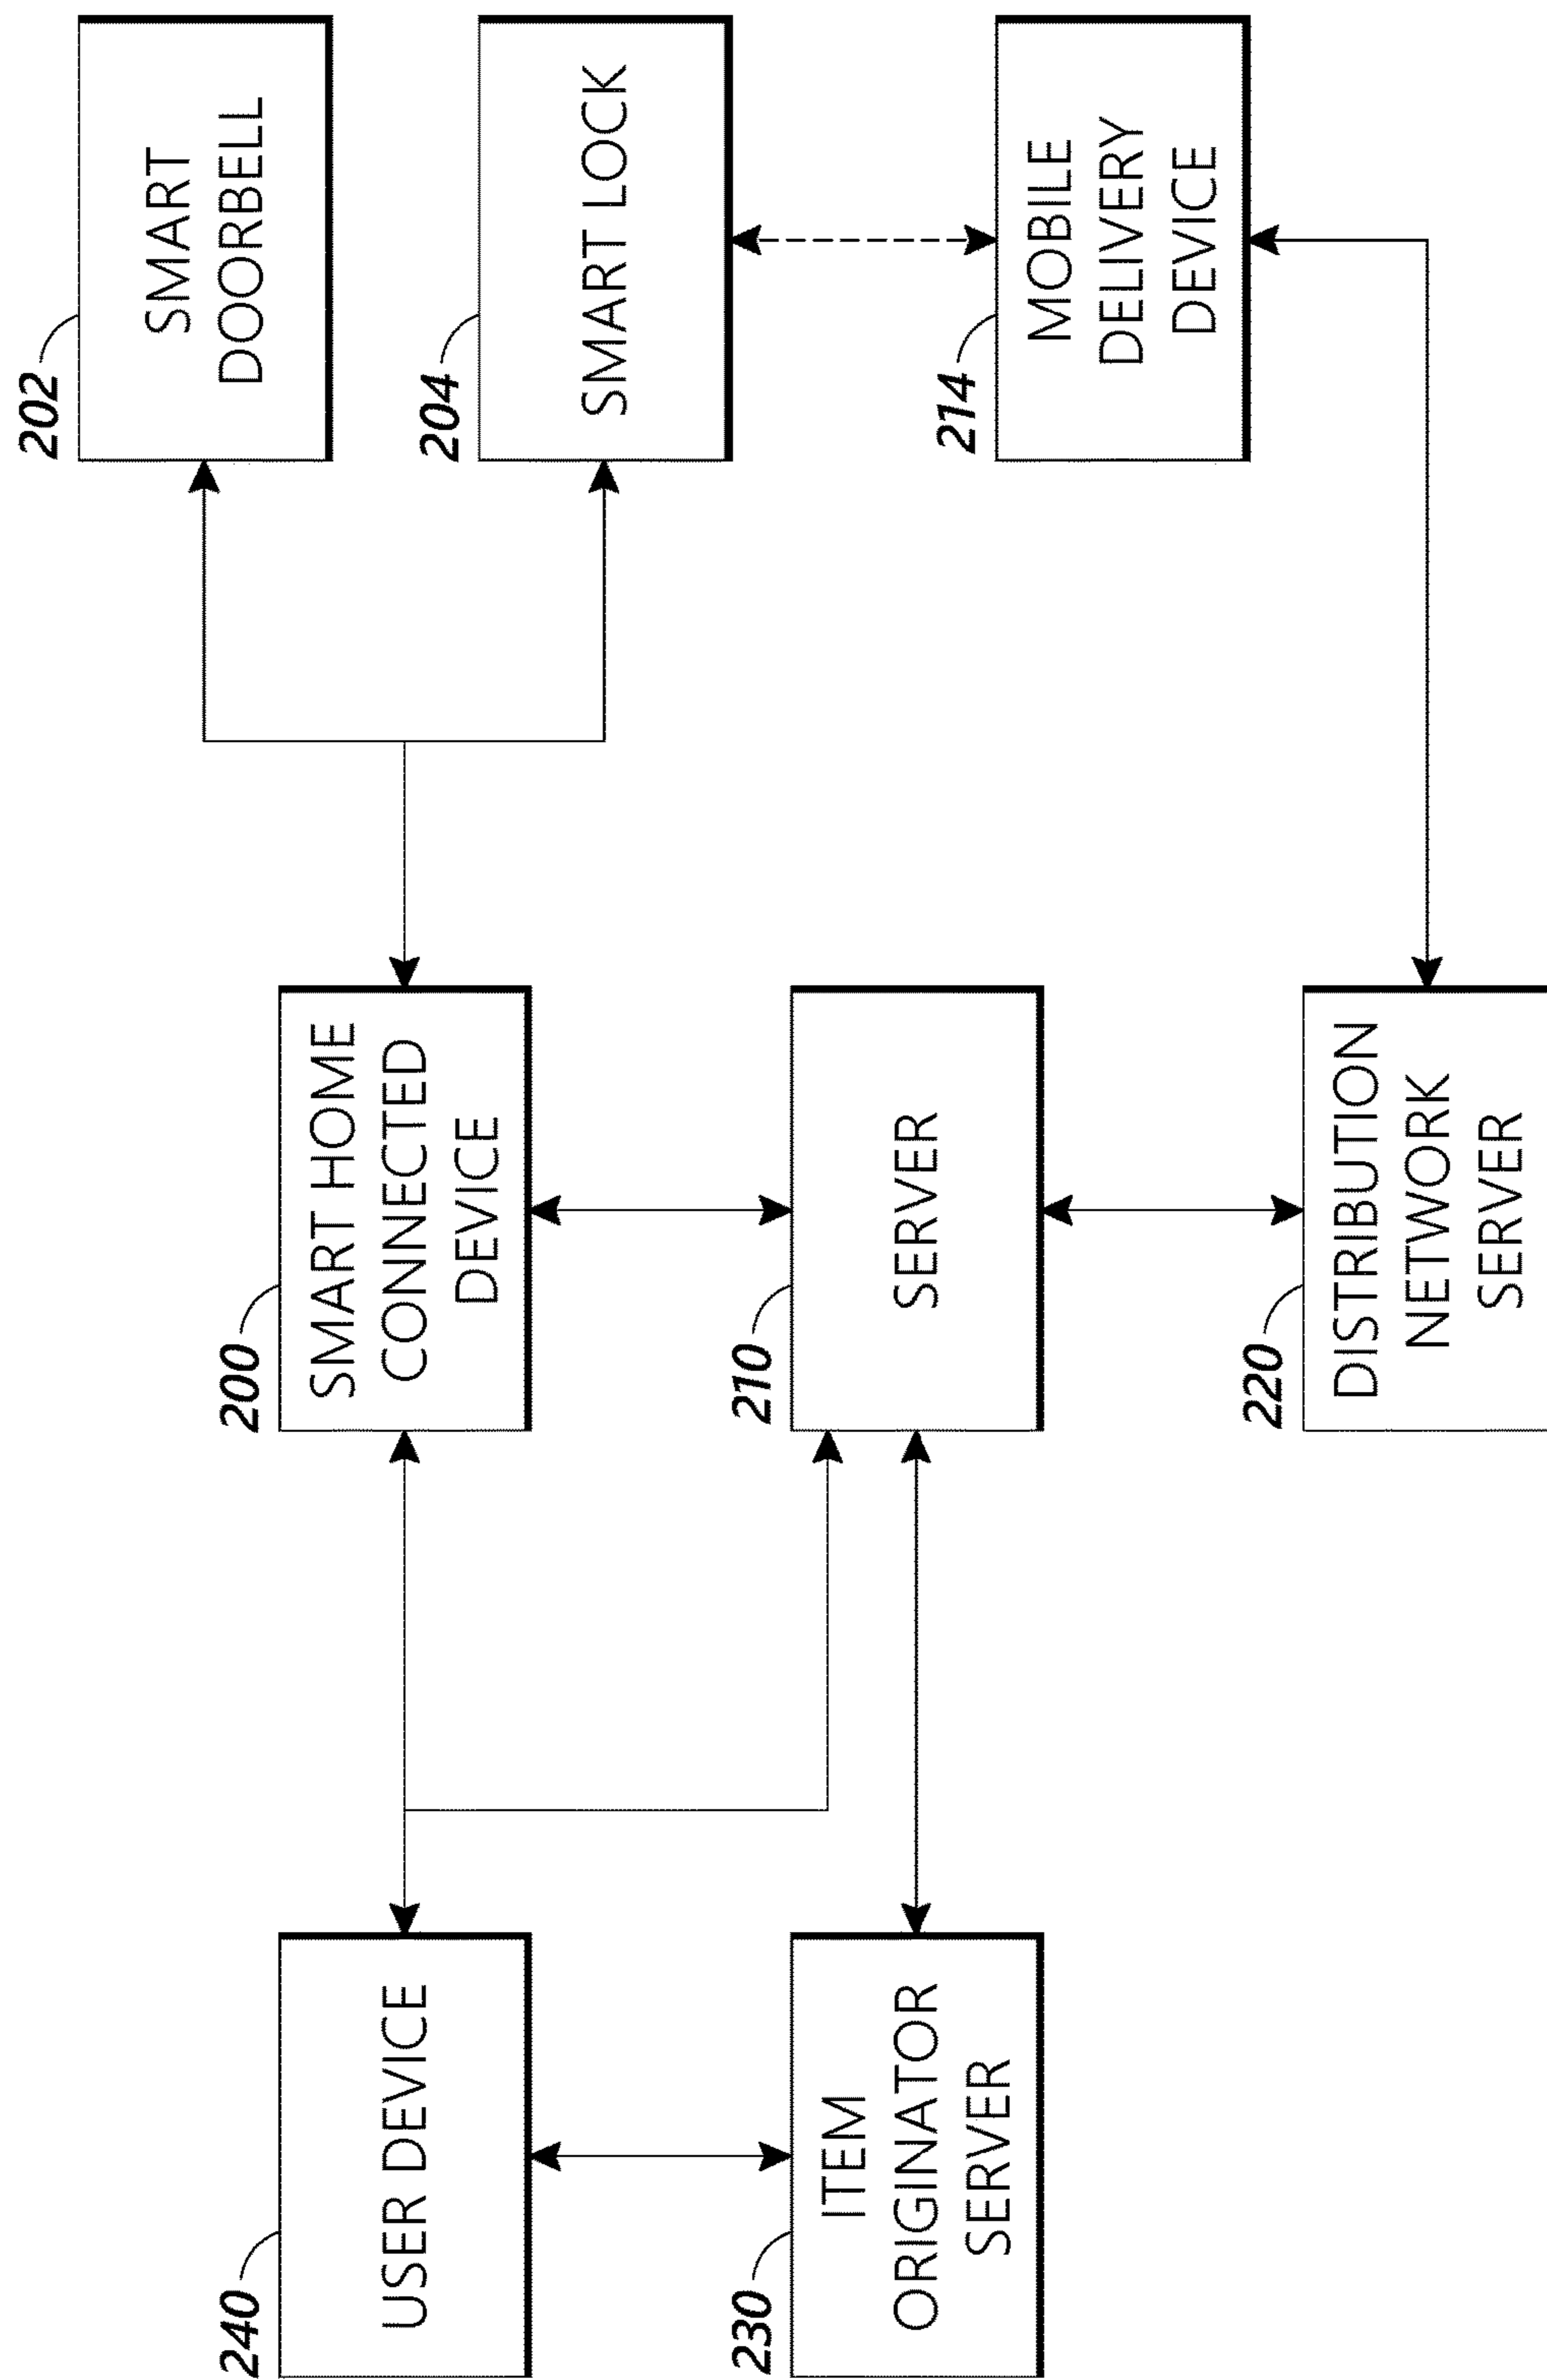 202
SMART
DOORBELL
204
SMART LOCK
214
MOBILE
DELIVERY
DEVICE
200
SMART HOME
CONNECTED
DEVICE
210
SERVER
220
DISTRIBUTION
NETWORK
SERVER
240
USER DEVICE
230
ITEM
ORIGINATOR
SERVER